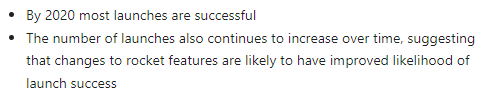 • By 2020 most launches are successful
• The number of launches also continues to increase over time, suggesting
that changes to rocket features are likely to have improved likelihood of
launch success